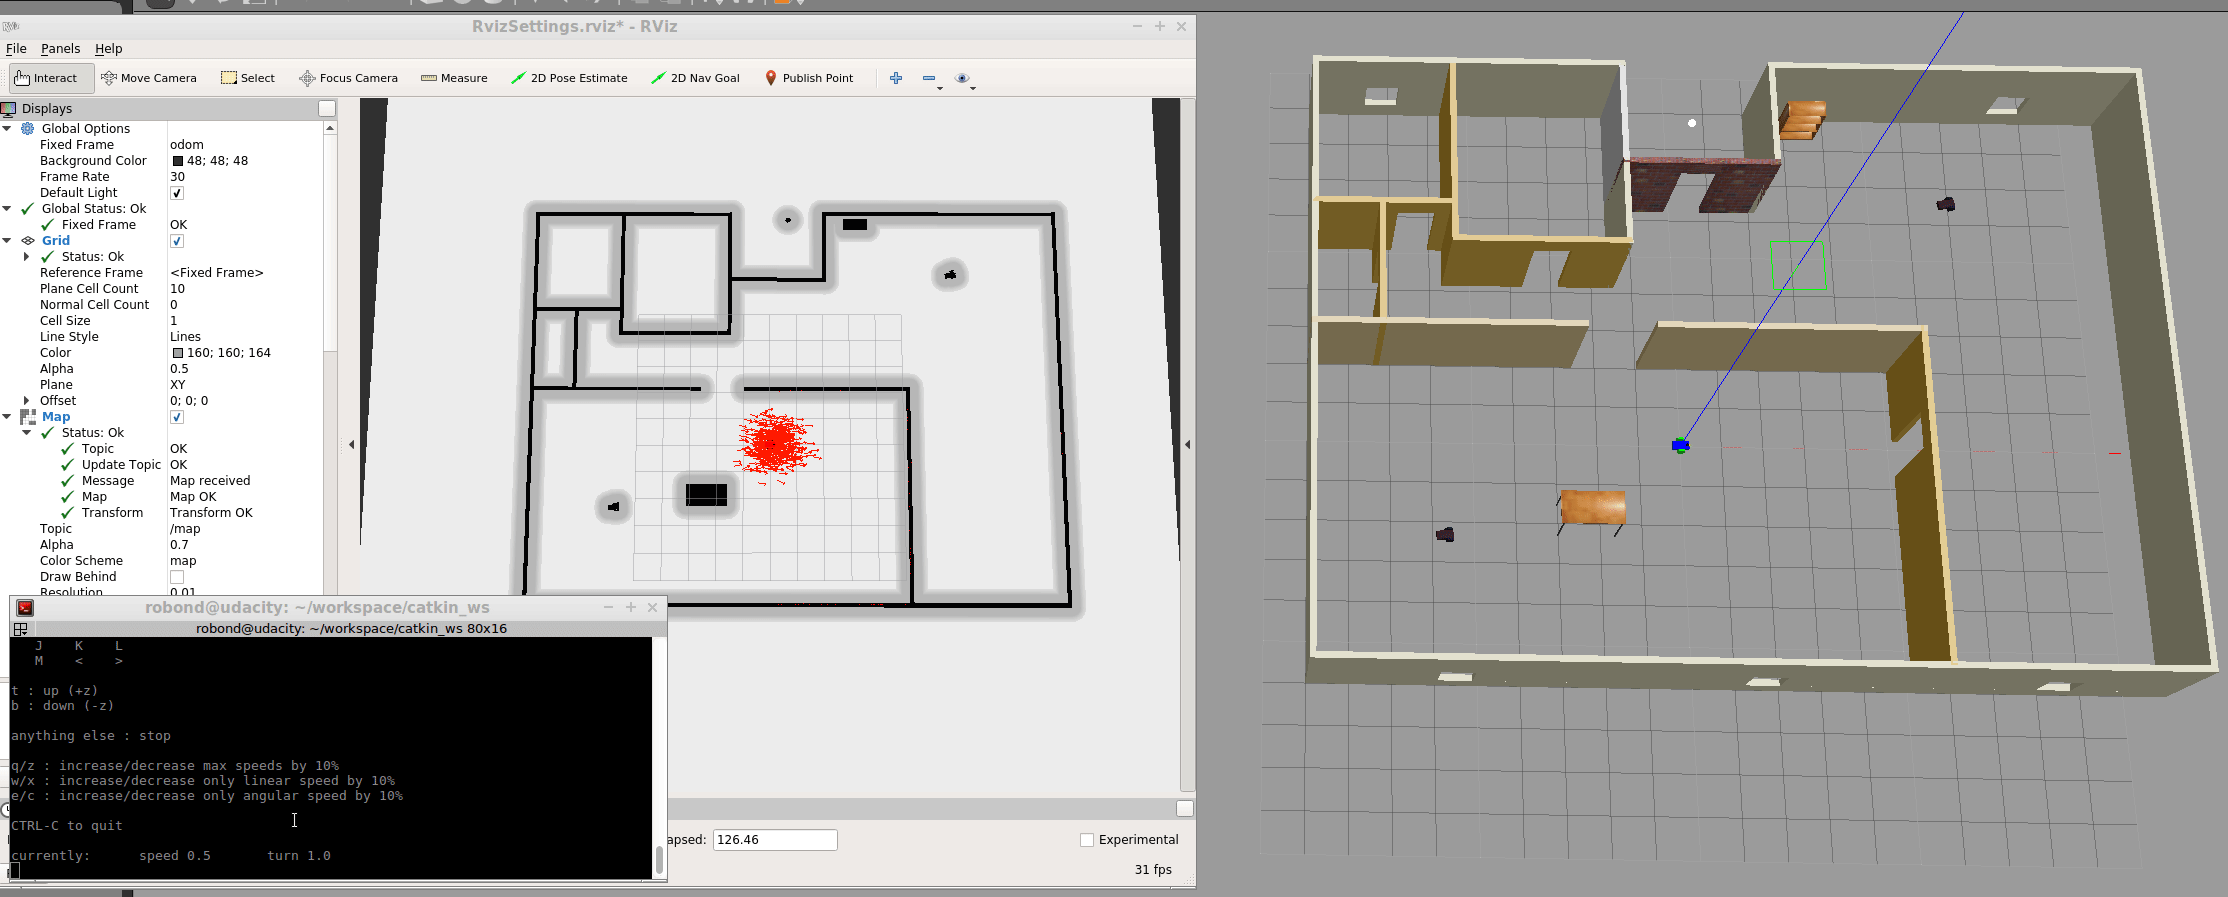 RvizSettings.rviz* - RViz
File Panels Help
Interact Move Camera Select Focus Camera Measure 2D Pose Estimate 2D Nav Goal Publish Point
Displays
Global Options
Fixed Frame odom
Background Color 48; 48; 48
Frame Rate 30
Default Light
Global Status: Ok
Fixed Frame OK
Grid
Status: Ok
Reference Frame <Fixed Frame>
Plane Cell Count 10
Normal Cell Count 0
Cell Size 1
Line Style Lines
Color 160; 160; 164
Alpha 0.5
Plane XY
Offset 0; 0; 0
Map
Status: Ok
Topic OK
Update Topic OK
Message Map received
Map Map OK
Transform Transform OK
Topic /map
Alpha 0.7
Color Scheme map
Draw Behind
Resolution 0.01
robond@udacity: ~/workspace/catkin_ws
robond@udacity: ~/workspace/catkin_ws 80x16
J K L
M < >
t : up (+z)
b : down (-z)
anything else : stop
q/z : increase/decrease max speeds by 10%
w/x : increase/decrease only linear speed by 10%
e/c : increase/decrease only angular speed by 10%
CTRL-C to quit
currently: speed 0.5 turn 1.0
apsed: 126.46 Experimental
31 fps